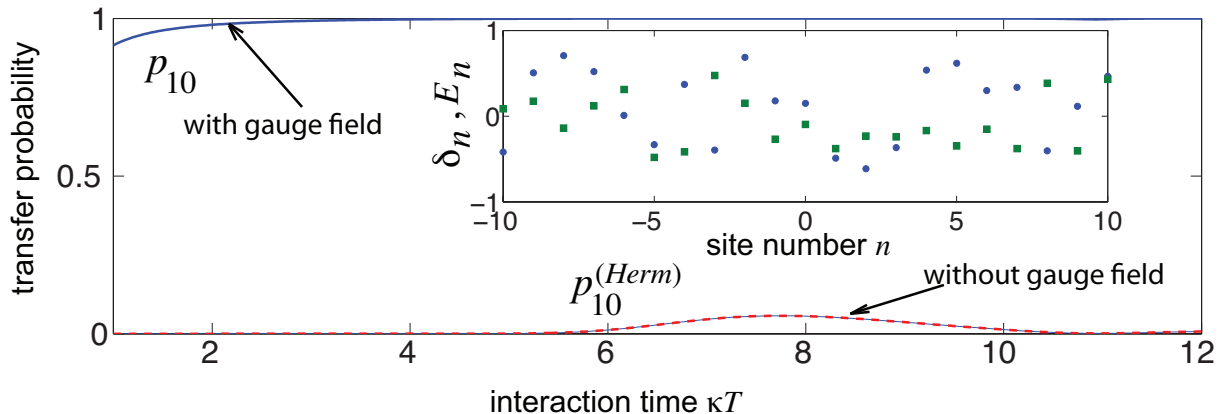 1
0.5
0
transfer probability
p10
with gauge field
1
0
−1
δn , En
−10 −5 0 5 10
site number n
p10(Herm)
without gauge field
2 4 6 8 10 12
interaction time κT